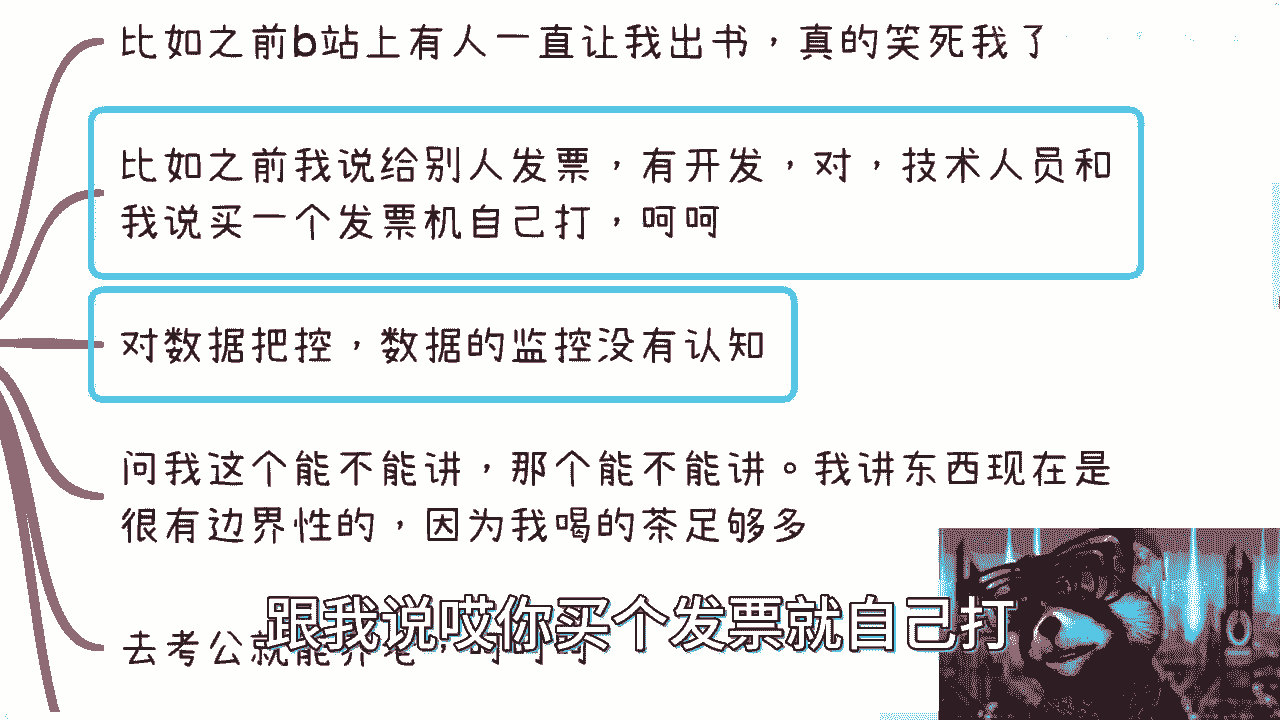 比如之前b站上有人一直让我出书，真的笑死我了
比如之前我说给别人发票，有开发，对，技术人员和
我说买一个发票机自己打，呵呵
对数据把控，数据的监控没有认知
问我这个能不能讲，那个能不能讲。我讲东西现在是
很有边界性的，因为我喝的茶足够多
去考公就能养老，呵呵呵
跟我说哎你买个发票就自己打